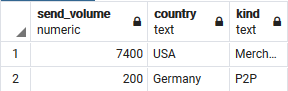 send_volume country kind
numeric text text
1 7400 USA Merch...
2 200 Germany P2P